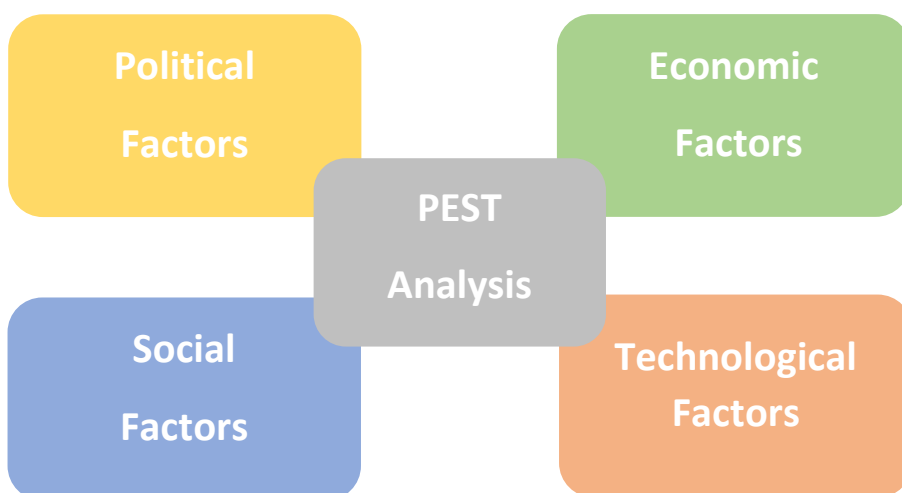 Political
Factors
Economic
Factors
PEST
Analysis
Social
Factors
Technological
Factors